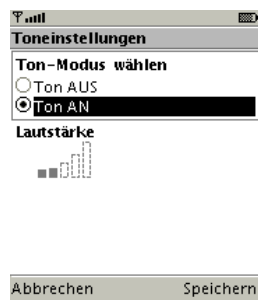 Toneinstellungen
Ton-Modus wählen
Ton AUS
Ton AN
Lautstärke
Abbrechen Speichern